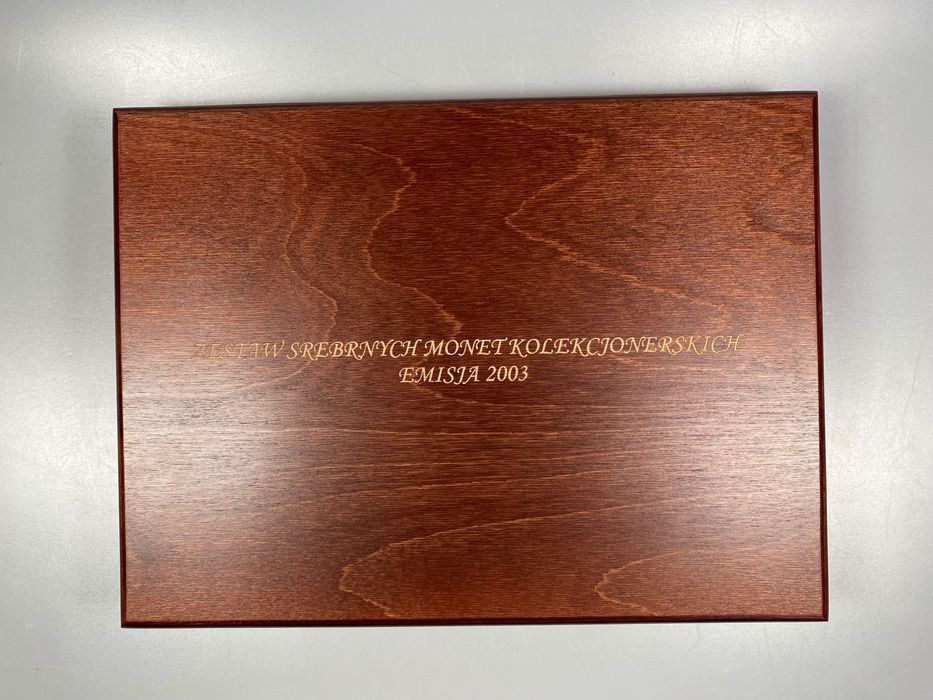 ZESTAW SREBRNYCH MONET KOLEKCJONERSKICH
EMISJA 2003